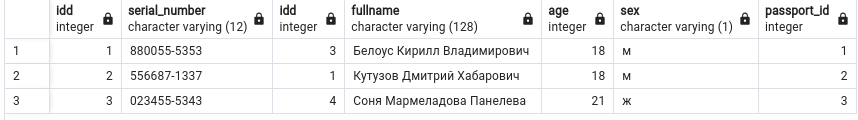 idd serial_number idd fullname age sex passport_id
integer character varying (12) integer character varying (128) integer character varying (1) integer
1 1 880055-5353 3 Белоус Кирилл Владимирович 18 м 1
2 2 556687-1337 1 Кутузов Дмитрий Хабарович 18 м 2
3 3 023455-5343 4 Соня Мармеладова Панелева 21 ж 3